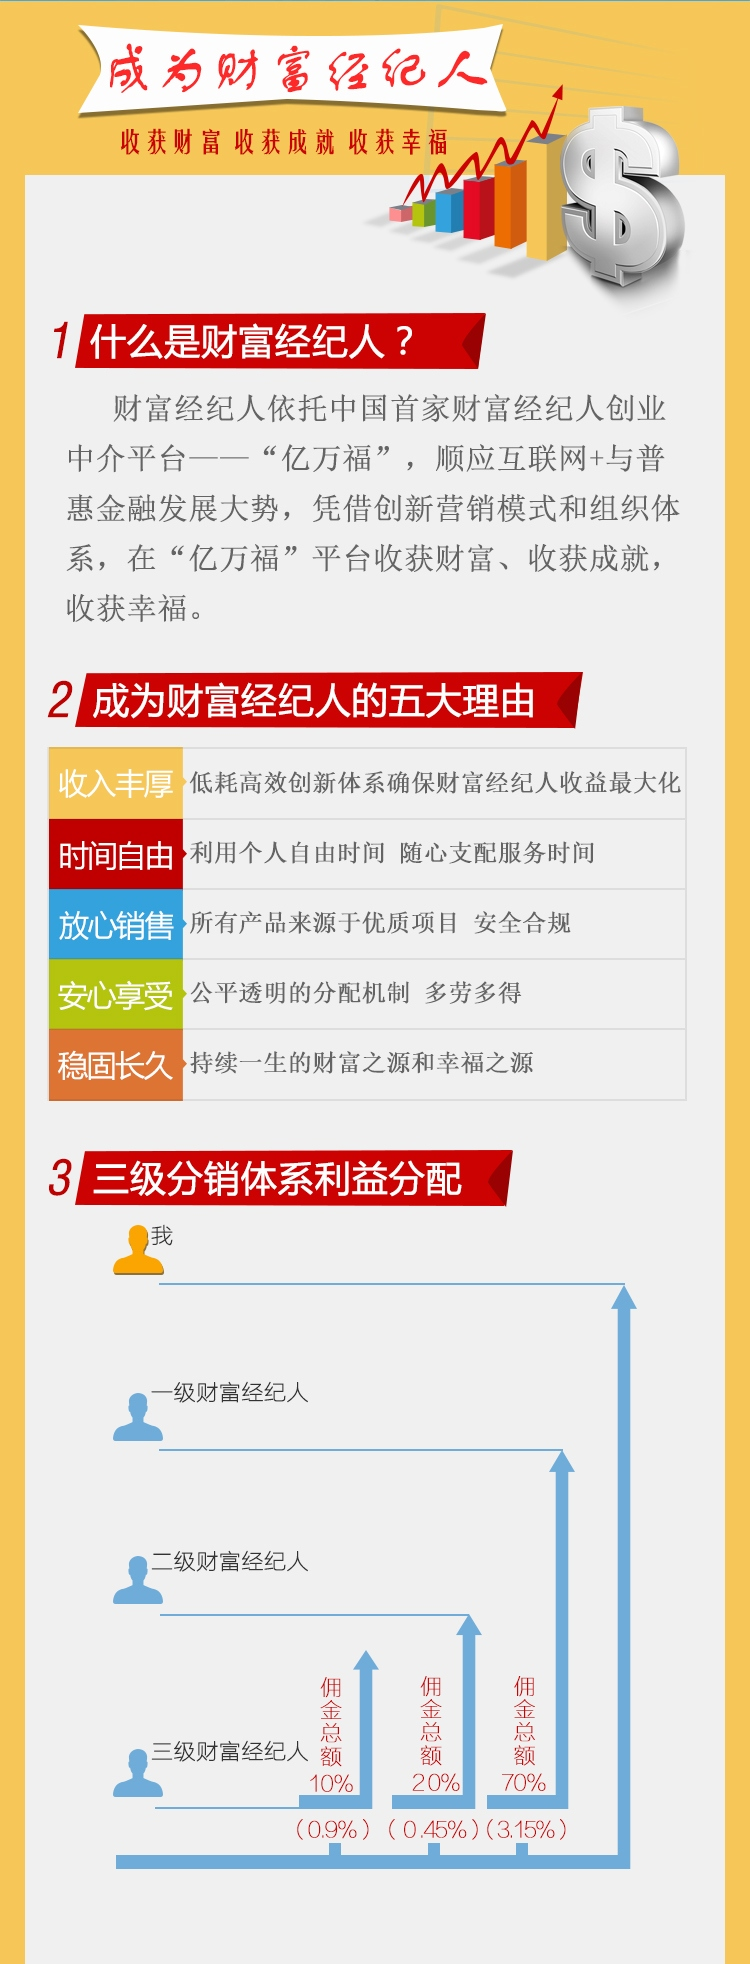 成为财富经纪人
收获财富 收获成就 收获幸福
1 什么是财富经纪人？
财富经纪人依托中国首家财富经纪人创业
中介平台——“亿万福”，顺应互联网+与普
惠金融发展大势，凭借创新营销模式和组织体
系，在“亿万福”平台收获财富、收获成就，
收获幸福。
2 成为财富经纪人的五大理由
收入丰厚 低耗高效创新体系确保财富经纪人收益最大化
时间自由 利用个人自由时间 随心支配服务时间
放心销售 所有产品来源于优质项目 安全合规
安心享受 公平透明的分配机制 多劳多得
稳固长久 持续一生的财富之源和幸福之源
3 三级分销体系利益分配
我
一级财富经纪人
二级财富经纪人
三级财富经纪人
佣金总额
10%
佣金总额
20%
佣金总额
70%
(0.9%) (0.45%) (3.15%)